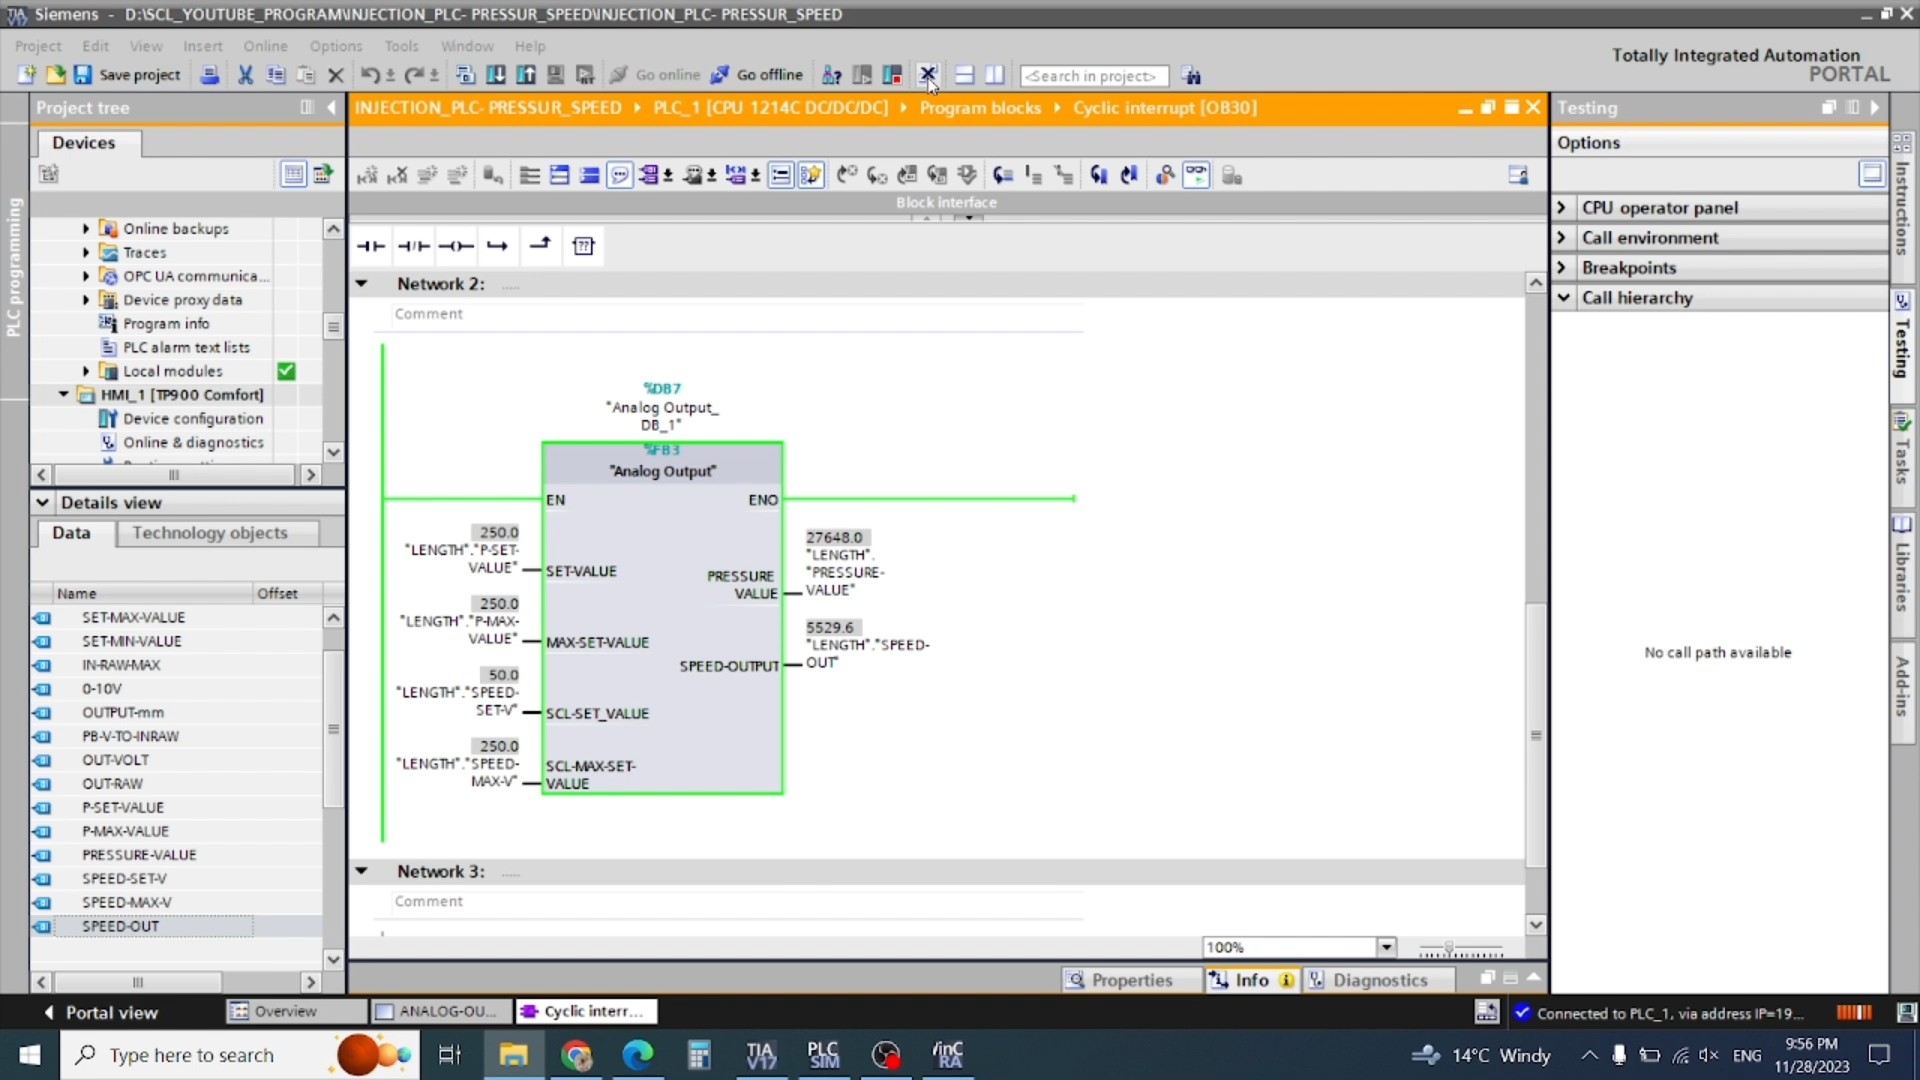 Siemens - D:\SCL_YOUTUBE_PROGRAM\INJECTION_PLC- PRESSUR_SPEED\INJECTION_PLC- PRESSUR_SPEED
Project Edit View Insert Online Options Tools Window Help
Totally Integrated Automation
PORTAL
Save project
Go online
Go offline
<Search in project>
Project tree
INJECTION_PLC- PRESSUR_SPEED
PLC_1 [CPU 1214C DC/DC/DC]
Program blocks
Cyclic interrupt [OB30]
Testing
Devices
Options
Block interface
CPU operator panel
Call environment
Breakpoints
Call hierarchy
No call path available
PLC programming
Instructions
Testing
Tasks
Libraries
Add-ins
Online backups
Traces
OPC UA communica...
Device proxy data
Program info
PLC alarm text lists
Local modules
HMI_1 [TP900 Comfort]
Device configuration
Online & diagnostics
Details view
Data
Technology objects
Name Offset
SET-MAX-VALUE
SET-MIN-VALUE
IN-RAW-MAX
0-10V
OUTPUT-mm
PB-V-TO-INRAW
OUT-VOLT
OUT-RAW
P-SET-VALUE
P-MAX-VALUE
PRESSURE-VALUE
SPEED-SET-V
SPEED-MAX-V
SPEED-OUT
Network 2: .....
Comment
%DB7
"Analog Output_
DB_1"
%FB3
"Analog Output"
EN
ENO
250.0
"LENGTH"."P-SET-
VALUE"
SET-VALUE
250.0
"LENGTH"."P-MAX-
VALUE"
MAX-SET-VALUE
50.0
"LENGTH"."SPEED-
SET-V"
SCL-SET_VALUE
250.0
"LENGTH"."SPEED-
MAX-V"
SCL-MAX-SET-
VALUE
PRESSURE
VALUE
27648.0
"LENGTH".
"PRESSURE-
VALUE"
SPEED-OUTPUT
5529.6
"LENGTH"."SPEED-
OUT"
Network 3: .....
Comment
100%
Properties
Info
Diagnostics
Portal view
Overview
ANALOG-OU...
Cyclic interr...
Connected to PLC_1, via address IP=19...
Type here to search
TIA
V17
PLC
SIM
14°C Windy
ENG
9:56 PM
11/28/2023